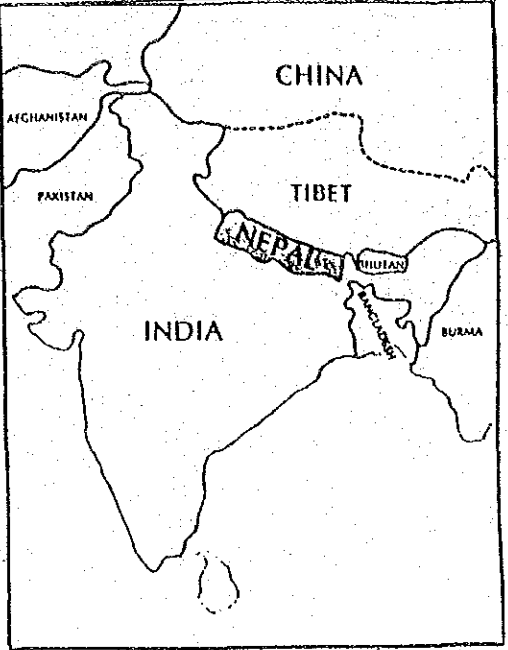 CHINA
AFGHANISTAN
PAKISTAN
TIBET
NEPAL
BHUTAN
INDIA
BANGLADESH
BURMA